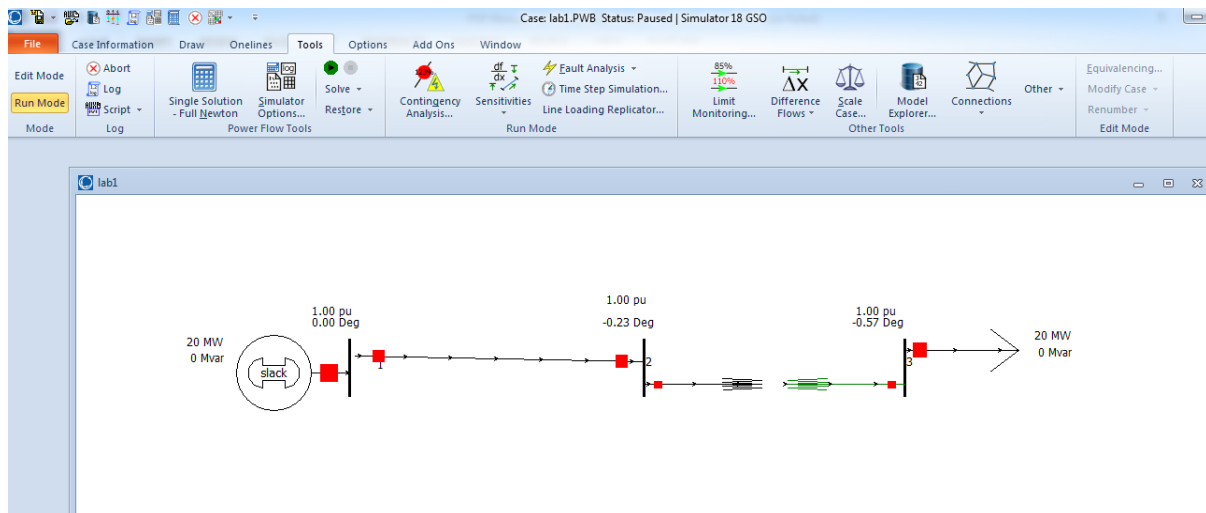 Case: lab1.PWB Status: Paused | Simulator 18 GSO
File Case Information Draw Onelines Tools Options Add Ons Window
Edit Mode
Run Mode
Mode
Abort
Log
Script
Log
Single Solution
- Full Newton
Simulator
Options...
Solve
Restore
Power Flow Tools
Contingency
Analysis...
Sensitivities
Fault Analysis
Time Step Simulation...
Line Loading Replicator...
Run Mode
85%
110%
Limit
Monitoring...
Difference
Flows
Scale
Case...
Model
Explorer...
Connections
Other
Other Tools
Equivalencing...
Modify Case
Renumber
Edit Mode
lab1
1.00 pu
0.00 Deg
1.00 pu
-0.23 Deg
1.00 pu
-0.57 Deg
20 MW
0 Mvar
slack
1
2
3
20 MW
0 Mvar